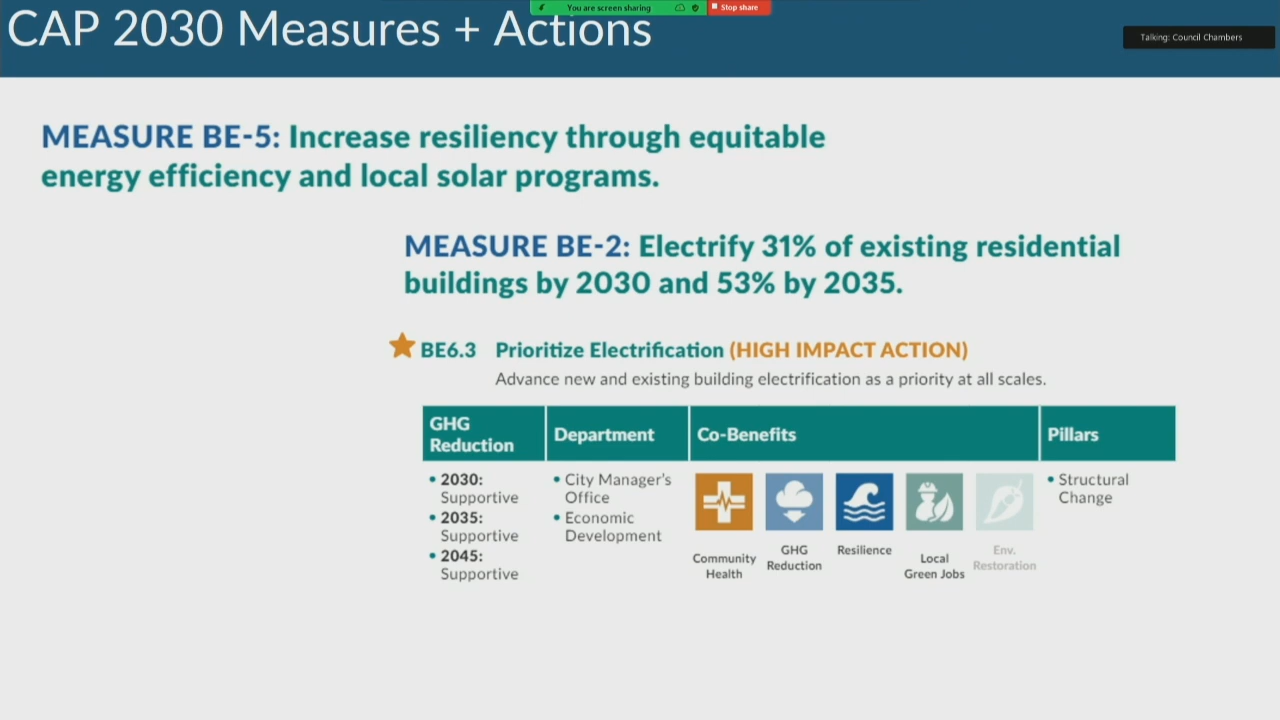 You are screen sharing
Stop share
CAP 2030 Measures + Actions
Talking: Council Chambers
MEASURE BE-5: Increase resiliency through equitable
energy efficiency and local solar programs.
MEASURE BE-2: Electrify 31% of existing residential
buildings by 2030 and 53% by 2035.
BE6.3 Prioritize Electrification (HIGH IMPACT ACTION)
Advance new and existing building electrification as a priority at all scales.
GHG
Reduction
Department
Co-Benefits
Pillars
• 2030:
Supportive
• 2035:
Supportive
• 2045:
Supportive
• City Manager's
Office
• Economic
Development
Community
Health
GHG
Reduction
Resilience
Local
Green Jobs
Env.
Restoration
• Structural
Change